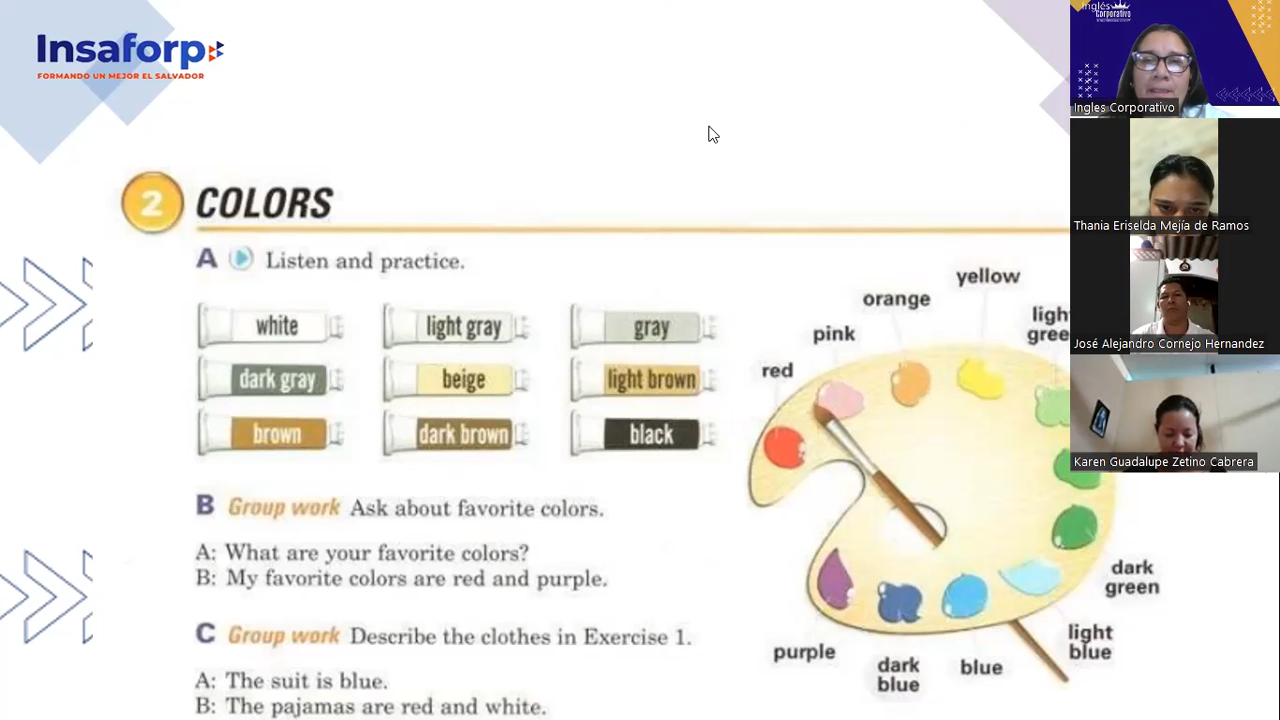 Insaforp
FORMANDO UN MEJOR EL SALVADOR
2 COLORS
A Listen and practice.
white
light gray
gray
dark gray
beige
light brown
brown
dark brown
black
B Group work Ask about favorite colors.
A: What are your favorite colors?
B: My favorite colors are red and purple.
C Group work Describe the clothes in Exercise 1.
A: The suit is blue.
B: The pajamas are red and white.
yellow
orange
pink
red
dark
green
light
blue
blue
dark
blue
purple
Inglés
Corporativo
Ingles Corporativo
Thania Eriselda Mejía de Ramos
José Alejandro Cornejo Hernandez
Karen Guadalupe Zetino Cabrera